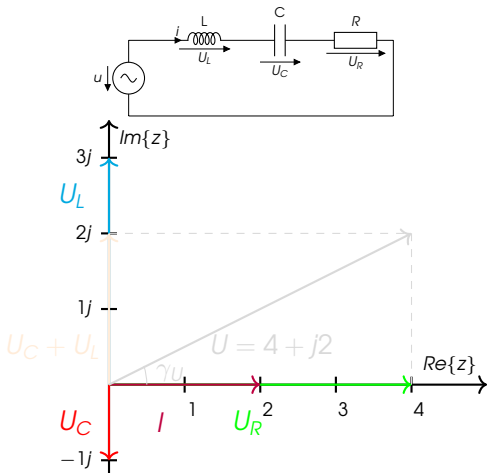 L
C
R
i
u
U_L
U_C
U_R
Im{z}
3j
U_L
2j
1j
U_C + U_L
U = 4 + j2
γ_U
Re{z}
1
2
3
4
U_C
I
U_R
−1j